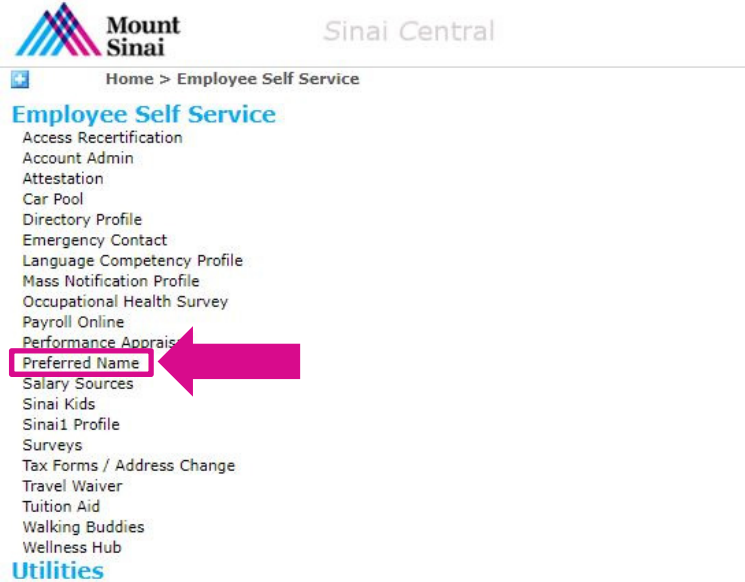 Mount
Sinai
Sinai Central
Home > Employee Self Service
Employee Self Service
Access Recertification
Account Admin
Attestation
Car Pool
Directory Profile
Emergency Contact
Language Competency Profile
Mass Notification Profile
Occupational Health Survey
Payroll Online
Performance
Preferred Name
Salary Sources
Sinai Kids
Sinai1 Profile
Surveys
Tax Forms / Address Change
Travel Waiver
Tuition Aid
Walking Buddies
Wellness Hub
Utilities